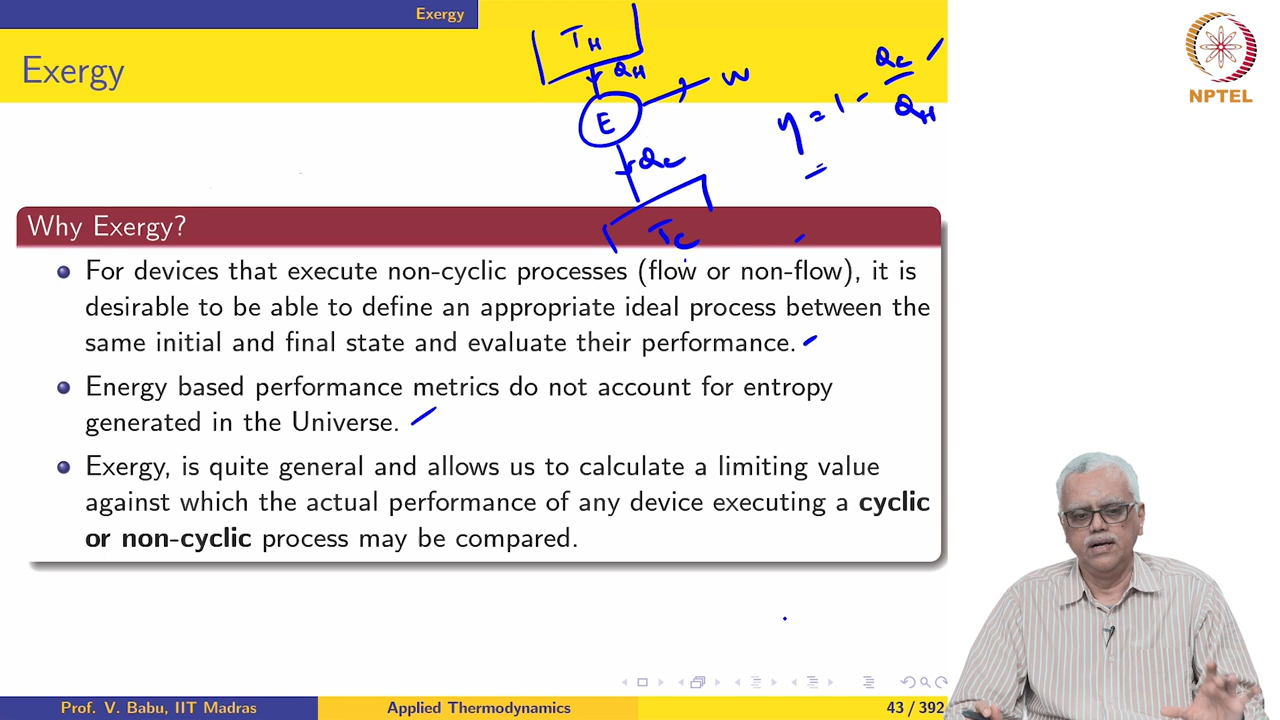 Exergy
Exergy
NPTEL
T_H
Q_H
W
E
Q_C
T_C
η = 1 - Q_C / Q_H
Why Exergy?
For devices that execute non-cyclic processes (flow or non-flow), it is
desirable to be able to define an appropriate ideal process between the
same initial and final state and evaluate their performance.
Energy based performance metrics do not account for entropy
generated in the Universe.
Exergy, is quite general and allows us to calculate a limiting value
against which the actual performance of any device executing a cyclic
or non-cyclic process may be compared.
Prof. V. Babu, IIT Madras Applied Thermodynamics 43 / 392